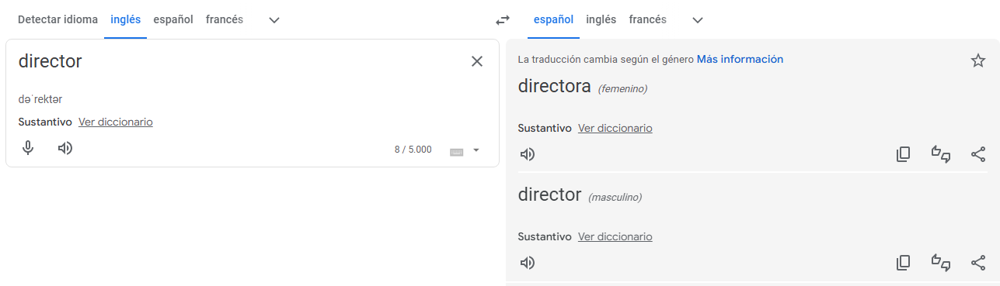 Detectar idioma inglés español francés
director
dəˈrektər
Sustantivo Ver diccionario
8 / 5.000
español inglés francés
La traducción cambia según el género Más información
directora (femenino)
Sustantivo Ver diccionario
director (masculino)
Sustantivo Ver diccionario